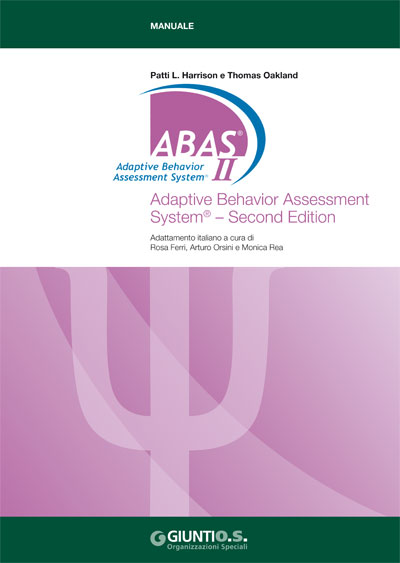 MANUALE
Patti L. Harrison e Thomas Oakland
ABAS®
II
Adaptive Behavior
Assessment System®
Adaptive Behavior Assessment
System® – Second Edition
Adattamento italiano a cura di
Rosa Ferri, Arturo Orsini e Monica Rea
GIUNTIO.S.
Organizzazioni Speciali